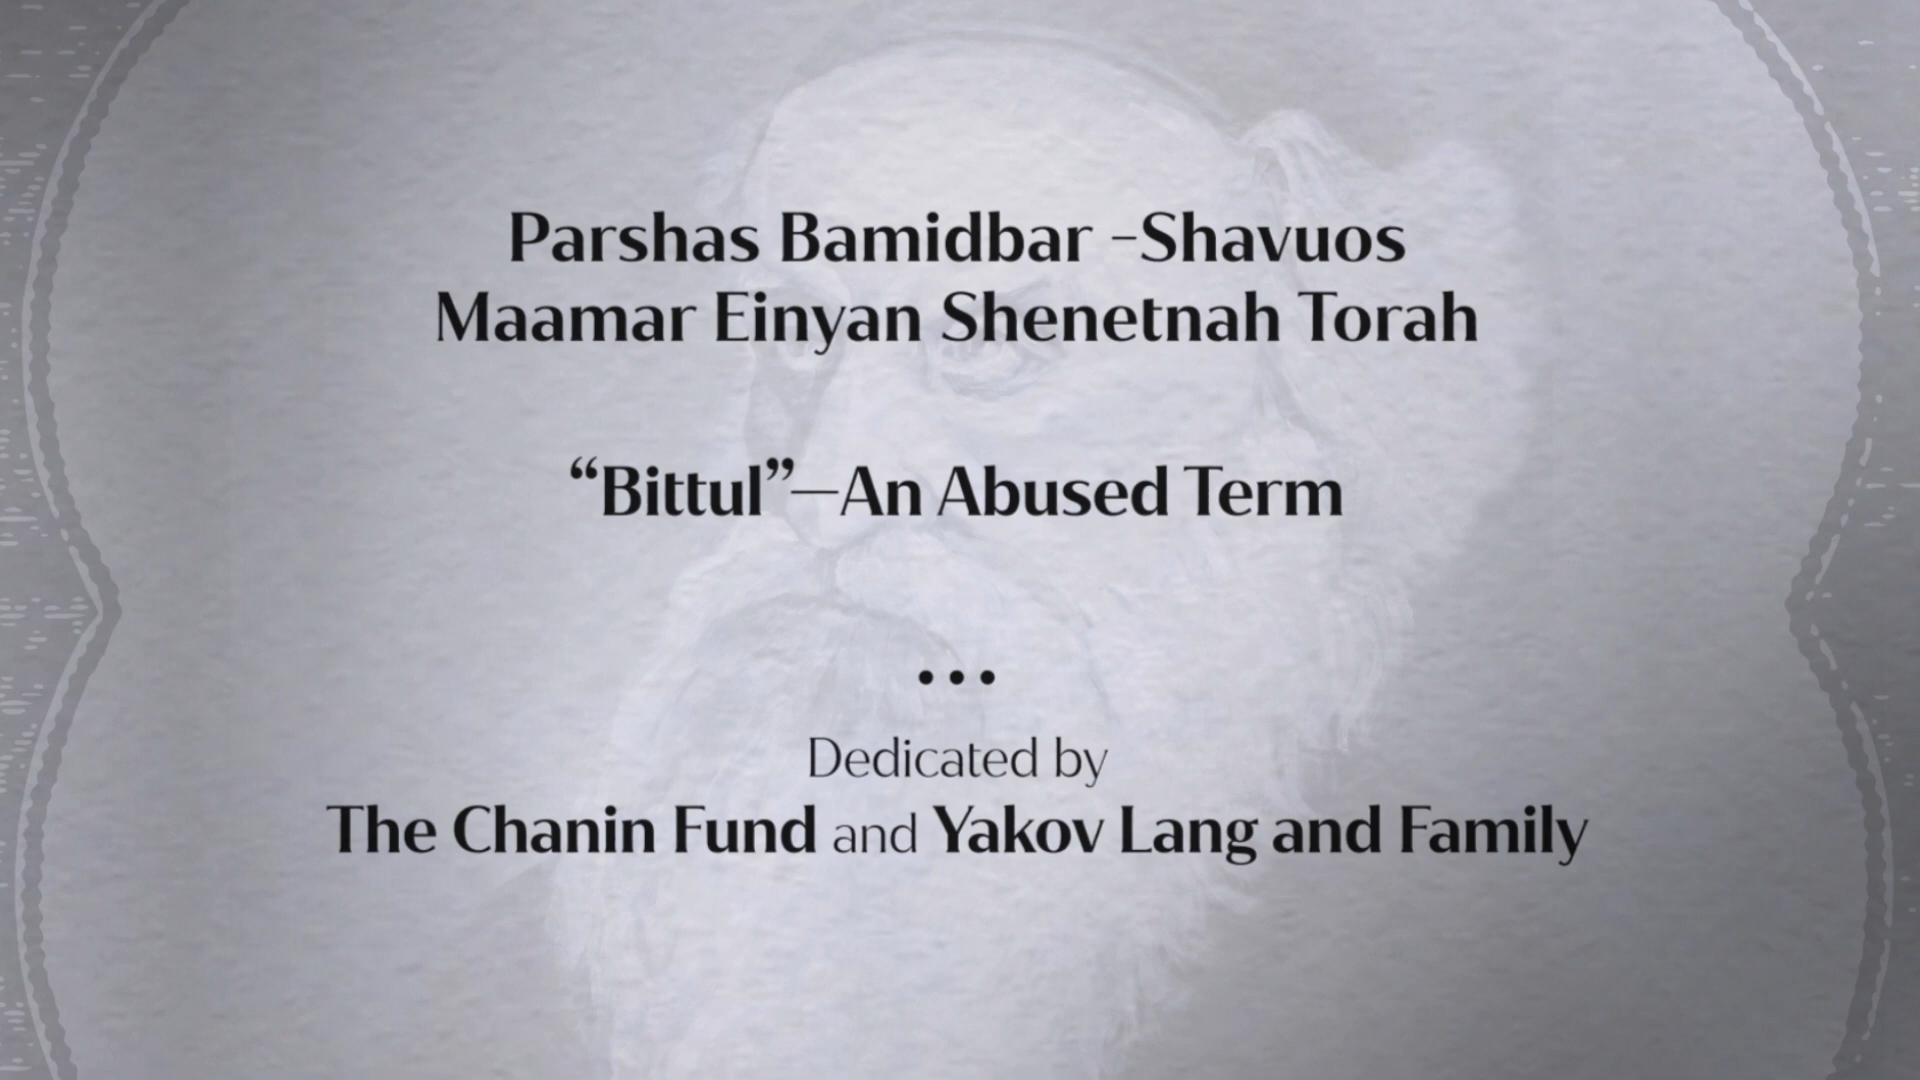 Parshas Bamidbar –Shavuos
Maamar Einyan Shenetnah Torah
“Bittul”—An Abused Term
•••
Dedicated by
The Chanin Fund and Yakov Lang and Family